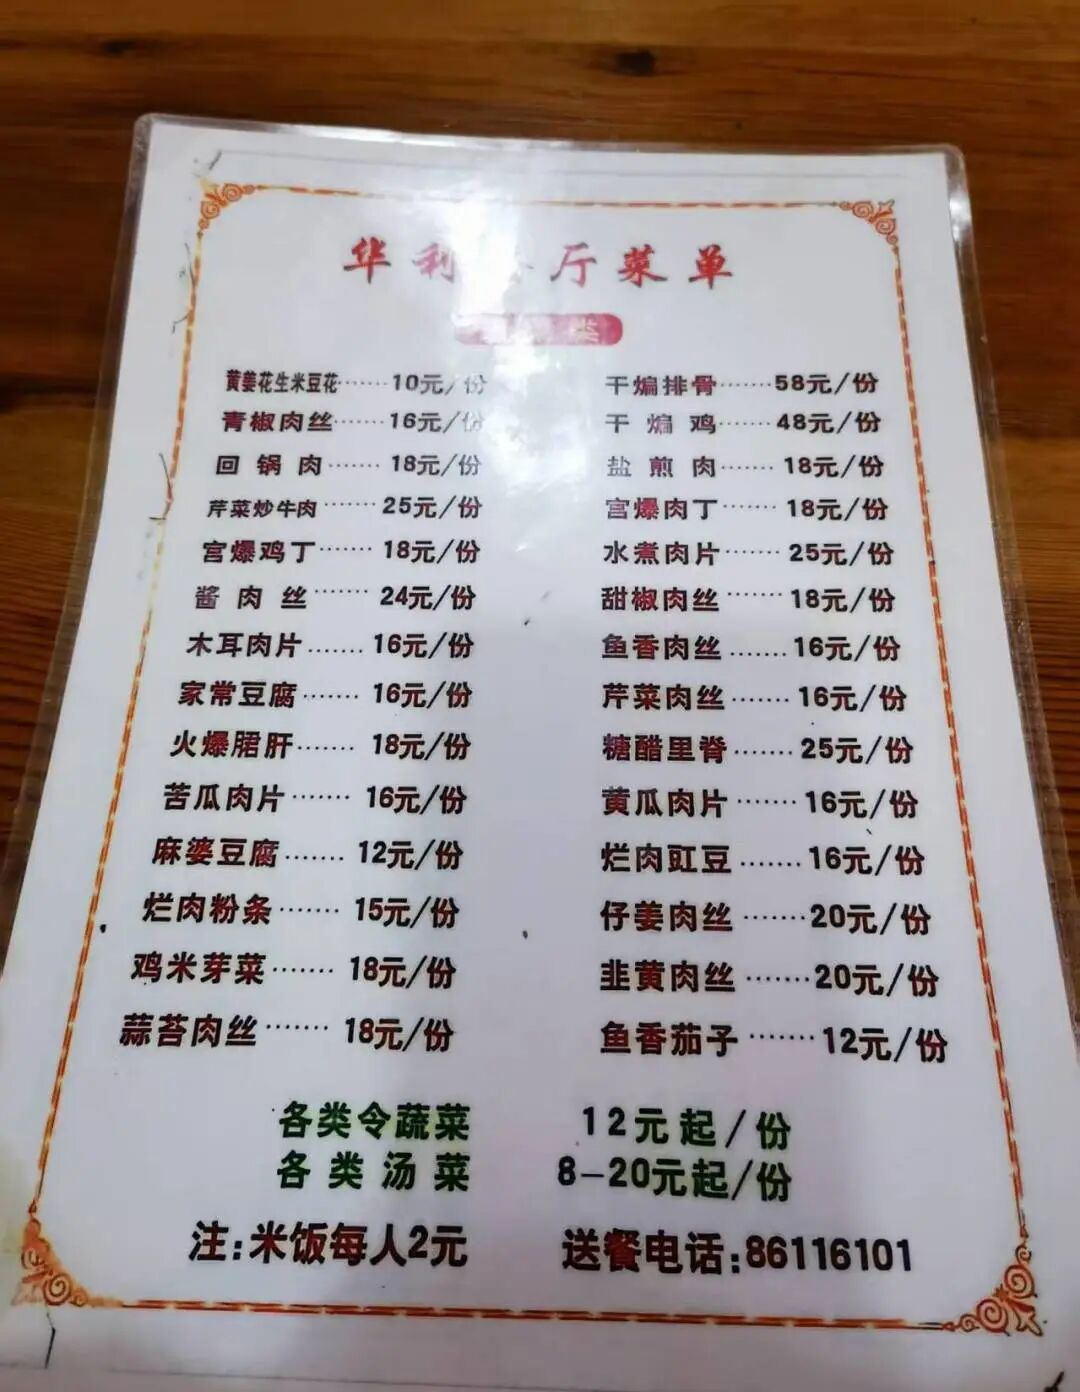 华利 厅菜单
类
黄姜花生米豆花·······10元/份
干煸排骨·······58元/份
青椒肉丝·······16元/份
干煸鸡·······48元/份
回锅肉·······18元/份
盐煎肉·······18元/份
芹菜炒牛肉·······25元/份
宫爆肉丁·······18元/份
宫爆鸡丁·······18元/份
水煮肉片·······25元/份
酱肉丝·······24元/份
甜椒肉丝·······18元/份
木耳肉片.......16元/份
鱼香肉丝.......16元/份
家常豆腐·······16元/份
芹菜肉丝·······16元/份
火爆䐃肝.......18元/份
糖醋里脊.......25元/份
苦瓜肉片·······16元/份
黄瓜肉片·······16元/份
麻婆豆腐.......12元/份
烂肉豇豆.......16元/份
烂肉粉条·······15元/份
仔姜肉丝·······20元/份
鸡米芽菜·······18元/份
韭黄肉丝·······20元/份
蒜苔肉丝·······18元/份
鱼香茄子·······12元/份
各类令蔬菜 12元起/份
各类汤菜 8-20元起/份
注:米饭每人2元 送餐电话:86116101